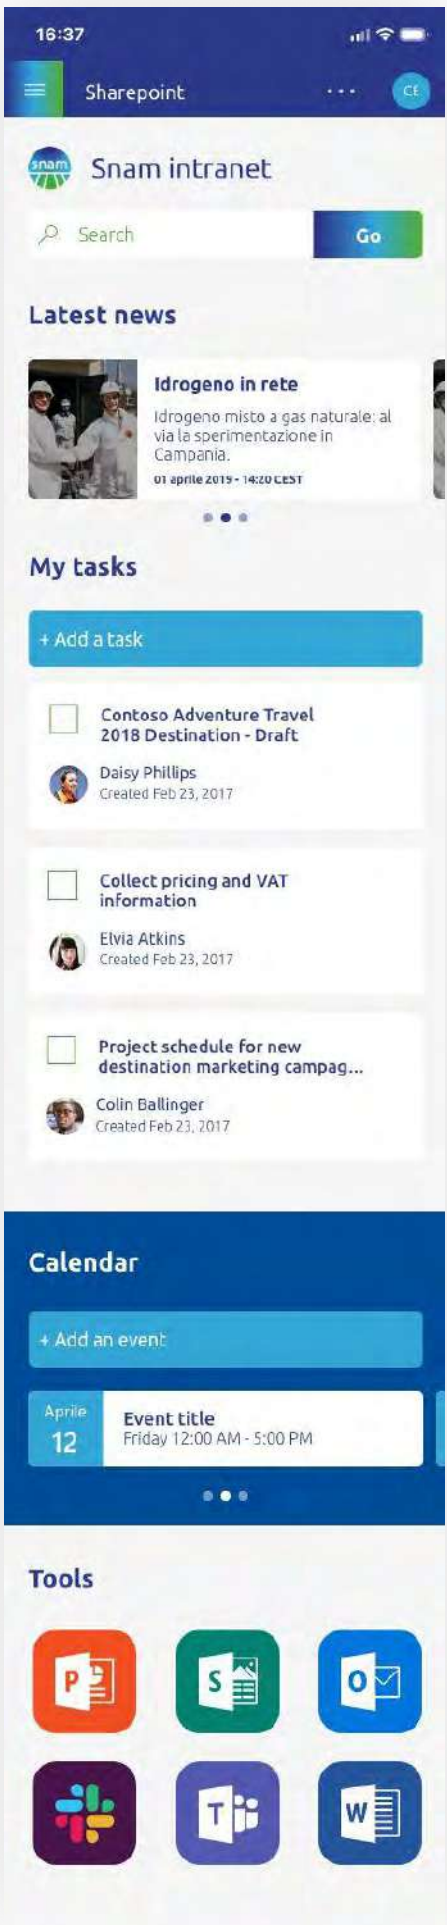 16:37
Sharepoint
...
CE
snam
Snam intranet
Search
Go
Latest news
Idrogeno in rete
Idrogeno misto a gas naturale: al
via la sperimentazione in
Campania.
01 aprile 2019 - 14:20 CEST
My tasks
+ Add a task
Contoso Adventure Travel
2018 Destination - Draft
Daisy Phillips
Created Feb 23, 2017
Collect pricing and VAT
information
Elvia Atkins
Created Feb 23, 2017
Project schedule for new
destination marketing campag...
Colin Ballinger
Created Feb 23, 2017
Calendar
+ Add an event
Aprile
12
Event title
Friday 12:00 AM - 5:00 PM
Tools
P
S
O
T
W